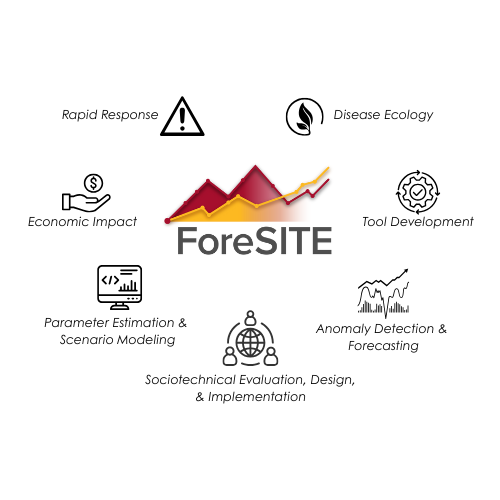 Rapid Response
Disease Ecology
Economic Impact
ForeSITE
Tool Development
Parameter Estimation &
Scenario Modeling
Anomaly Detection &
Forecasting
Sociotechnical Evaluation, Design,
& Implementation